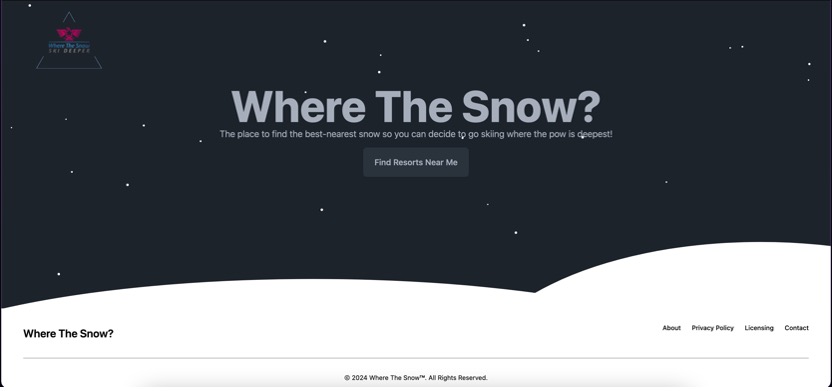 Where The Snow
SKI DEEPER
Where The Snow?
The place to find the best-nearest snow so you can decide to go skiing where the pow is deepest!
Find Resorts Near Me
Where The Snow?
About Privacy Policy Licensing Contact
© 2024 Where The Snow™. All Rights Reserved.